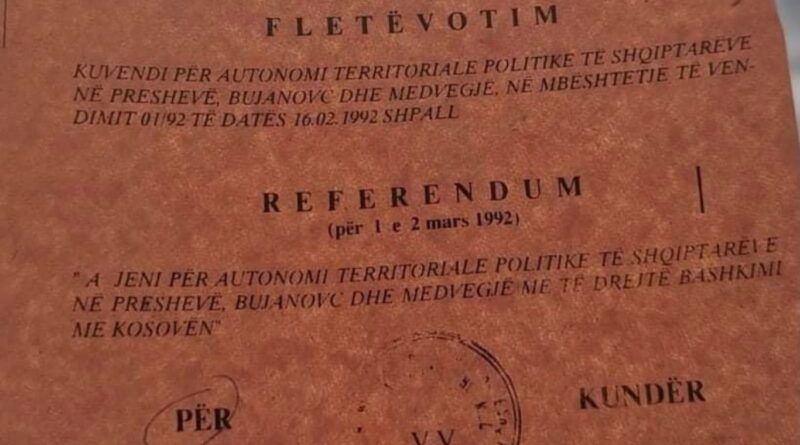 FLETËVOTIM
KUVENDI PËR AUTONOMI TERRITORIALE POLITIKE TË SHQIPTARËVE
NË PRESHEVË, BUJANOVC DHE MEDVEGJË, NË MBËSHTETJE TË VEN-
DIMIT 01/92 TË DATËS 16.02.1992 SHPALL
REFERENDUM
(për 1 e 2 mars 1992)
"A JENI PËR AUTONOMI TERRITORIALE POLITIKE TË SHQIPTARËVE
NË PRESHEVË, BUJANOVC DHE MEDVEGJË ME TË DREJTË BASHKIMI
ME KOSOVËN"
PËR KUNDËR
V.V